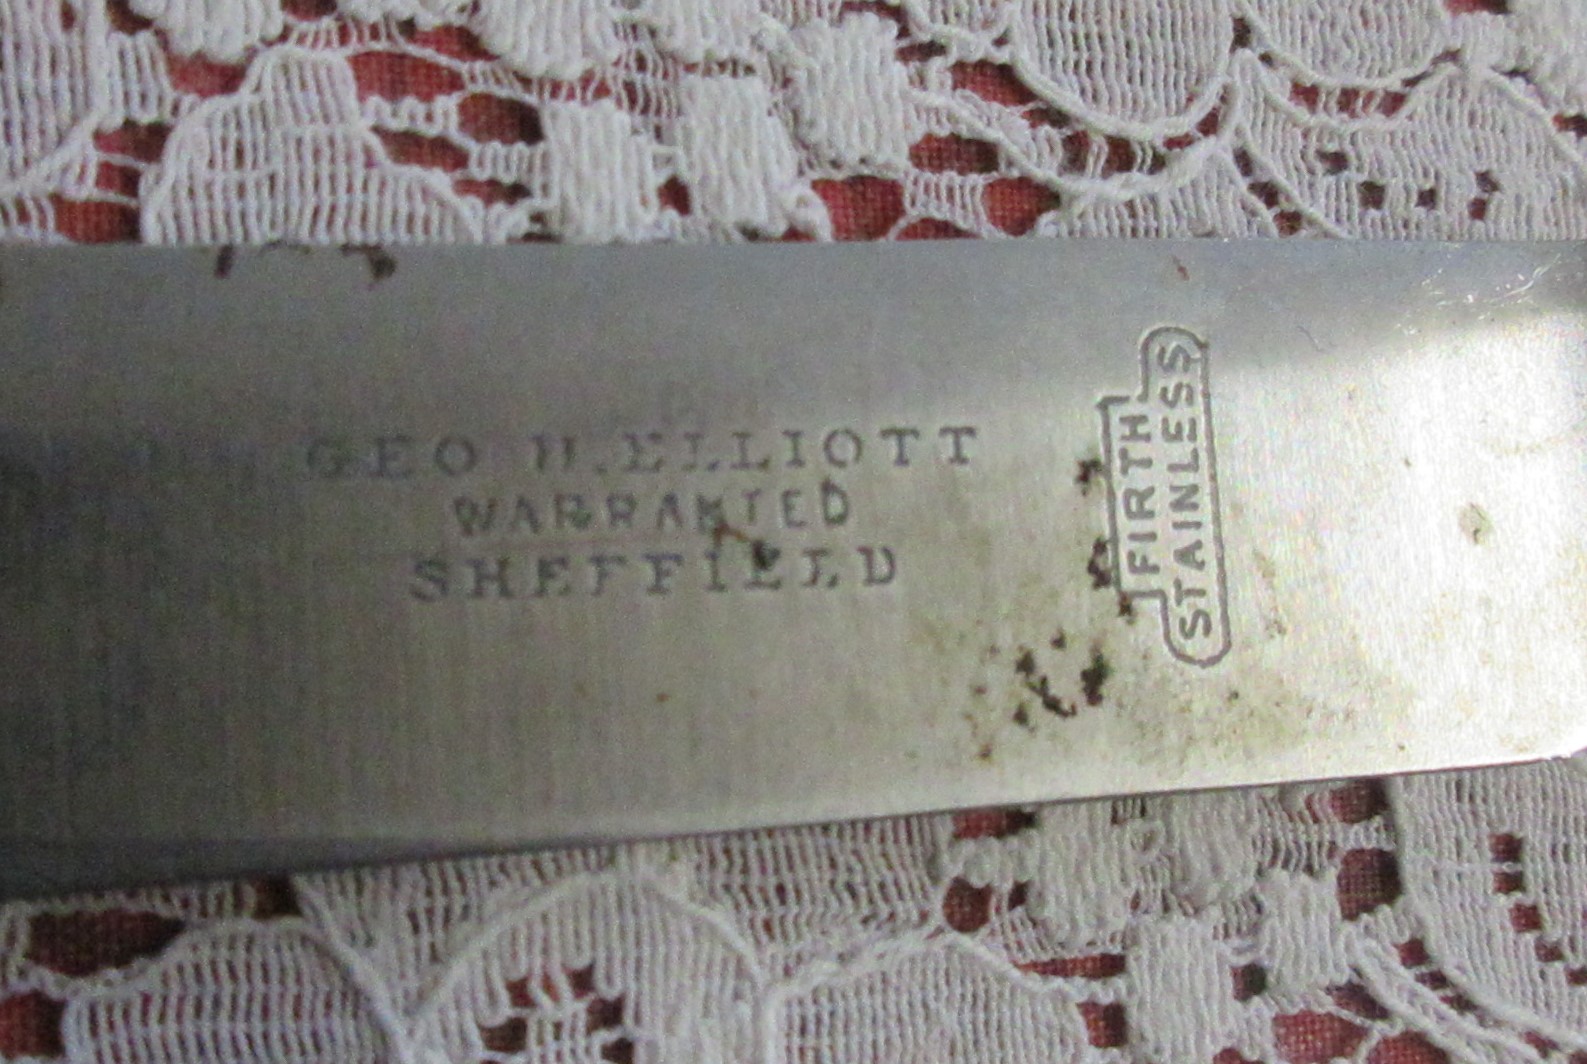 GEO H. ELLIOTT
WARRANTED
SHEFFIELD
FIRTH
STAINLESS